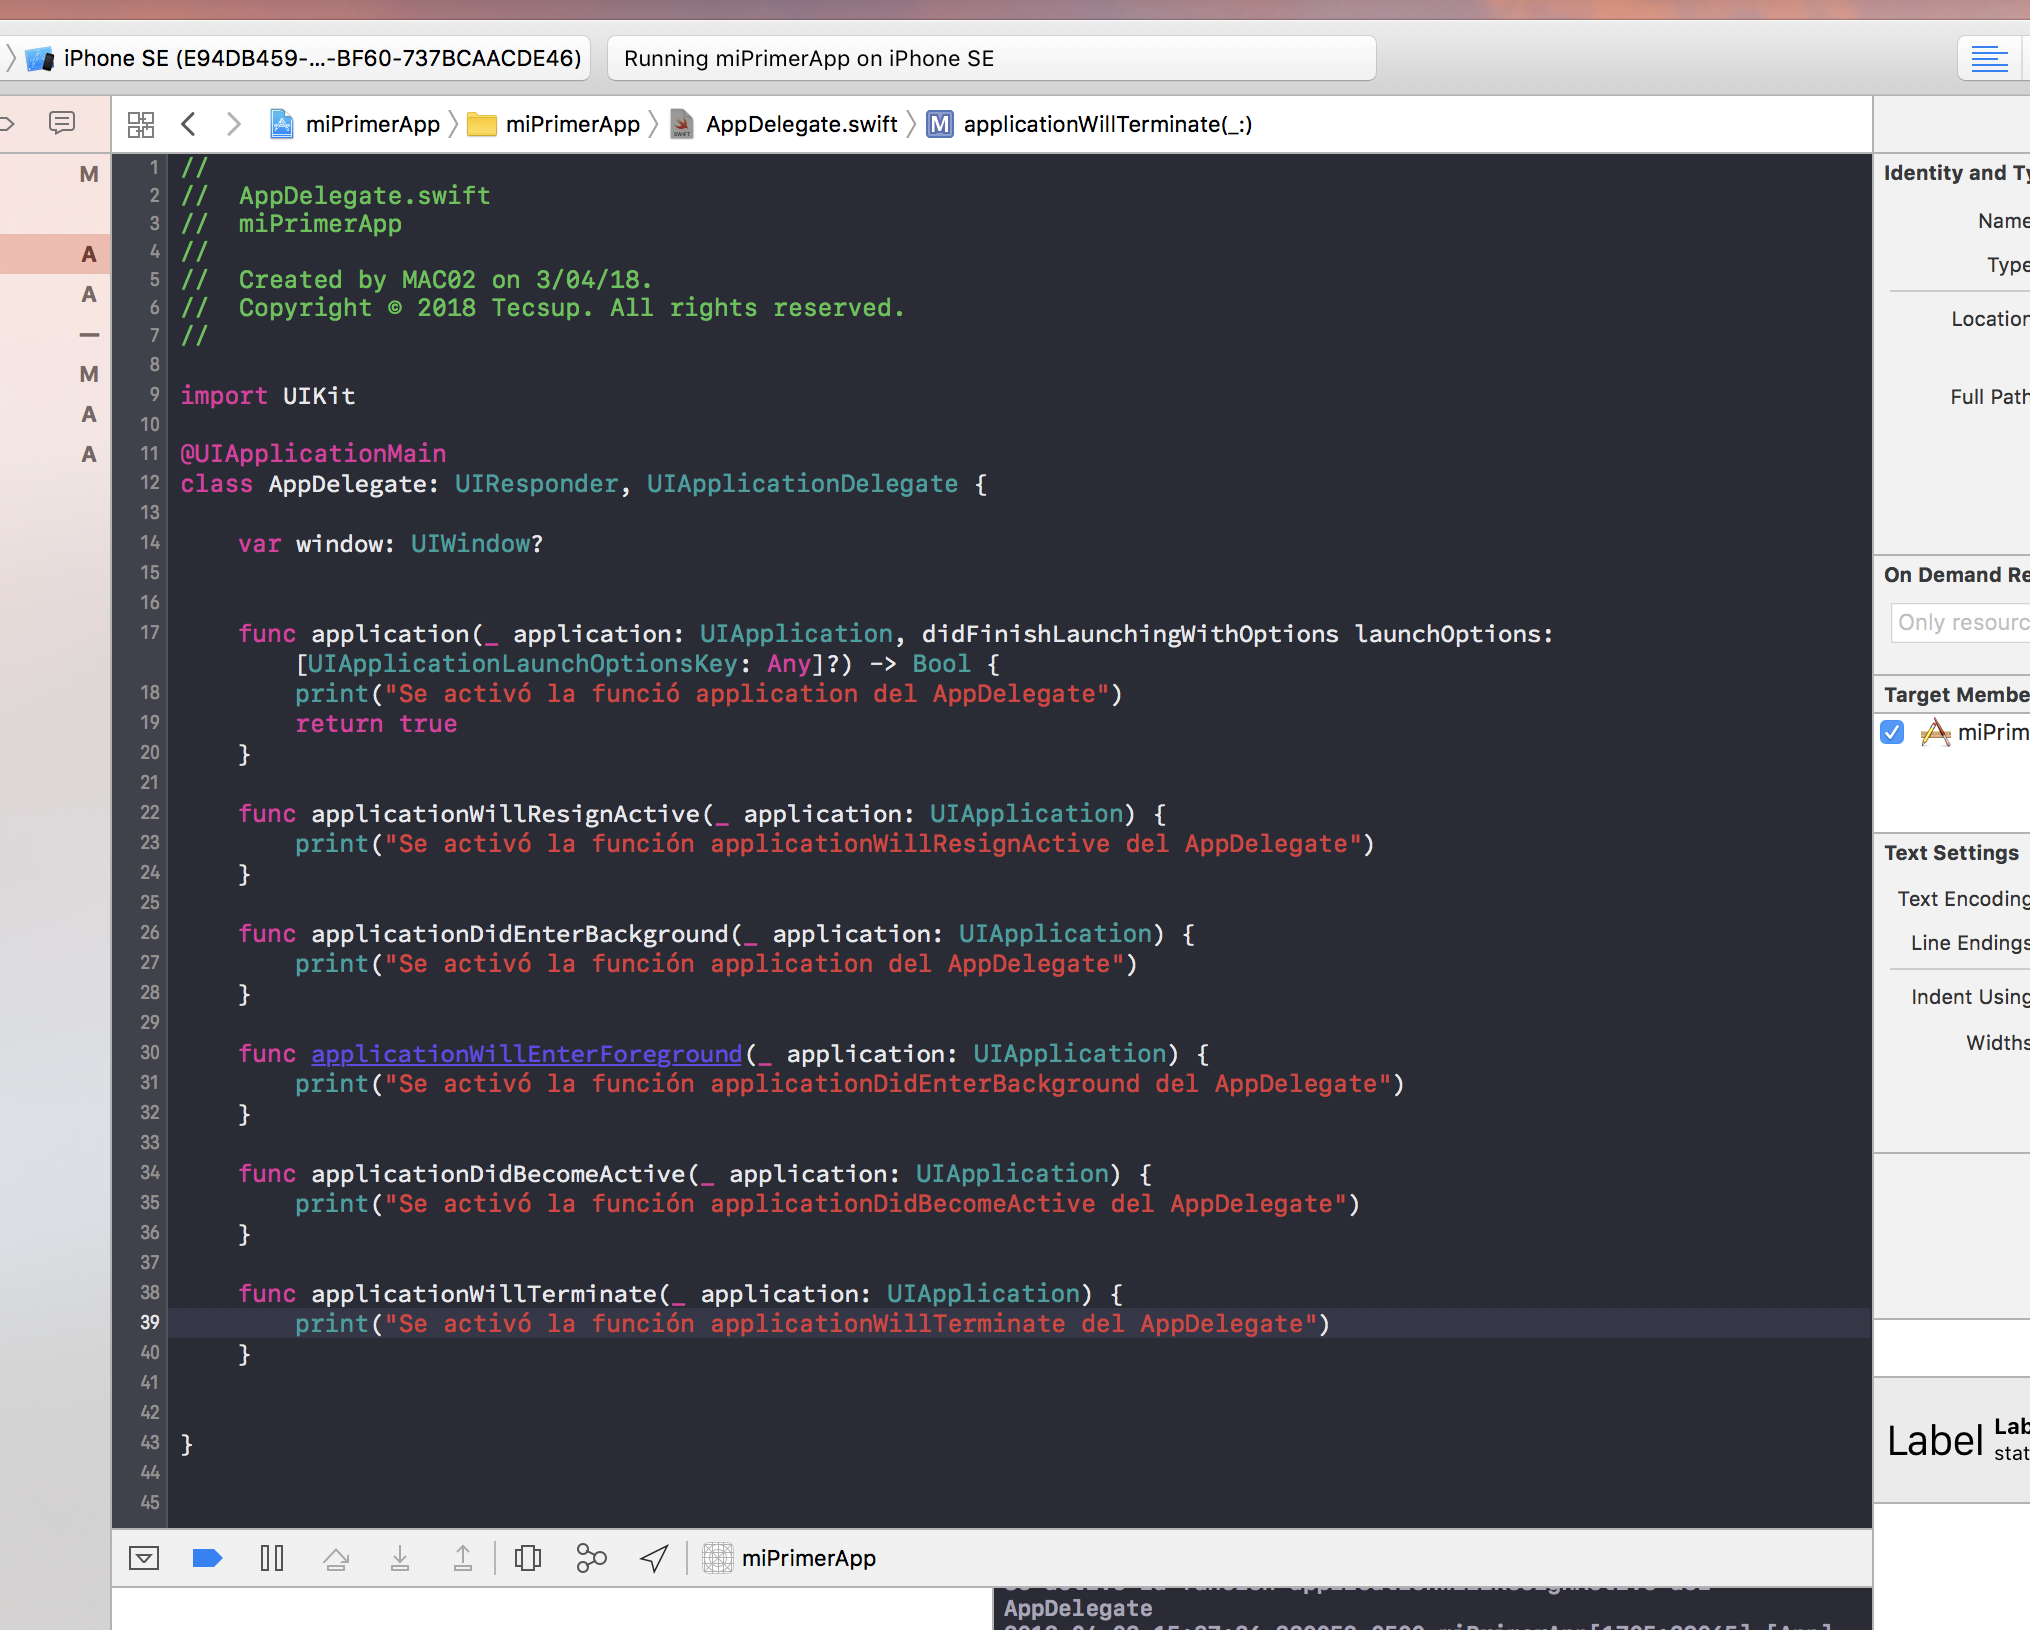 iPhone SE (E94DB459-...-BF60-737BCAACDE46)
Running miPrimerApp on iPhone SE
miPrimerApp
miPrimerApp
AppDelegate.swift
M
applicationWillTerminate(_:)
M
A
A
M
A
A
1 //
2 //  AppDelegate.swift
3 //  miPrimerApp
4 //
5 //  Created by MAC02 on 3/04/18.
6 //  Copyright © 2018 Tecsup. All rights reserved.
7 //
8
9 import UIKit
10
11 @UIApplicationMain
12 class AppDelegate: UIResponder, UIApplicationDelegate {
13
14     var window: UIWindow?
15
16
17     func application(_ application: UIApplication, didFinishLaunchingWithOptions launchOptions:
        [UIApplicationLaunchOptionsKey: Any]?) -> Bool {
18         print("Se activó la funció application del AppDelegate")
19         return true
20     }
21
22     func applicationWillResignActive(_ application: UIApplication) {
23         print("Se activó la función applicationWillResignActive del AppDelegate")
24     }
25
26     func applicationDidEnterBackground(_ application: UIApplication) {
27         print("Se activó la función application del AppDelegate")
28     }
29
30     func applicationWillEnterForeground(_ application: UIApplication) {
31         print("Se activó la función applicationDidEnterBackground del AppDelegate")
32     }
33
34     func applicationDidBecomeActive(_ application: UIApplication) {
35         print("Se activó la función applicationDidBecomeActive del AppDelegate")
36     }
37
38     func applicationWillTerminate(_ application: UIApplication) {
39         print("Se activó la función applicationWillTerminate del AppDelegate")
40     }
41
42
43 }
44
45
Identity and Ty
Name
Type
Location
Full Path
On Demand Re
Only resourc
Target Membe
miPrim
Text Settings
Text Encoding
Line Endings
Indent Using
Widths
Label
Lab
stat
miPrimerApp
AppDelegate